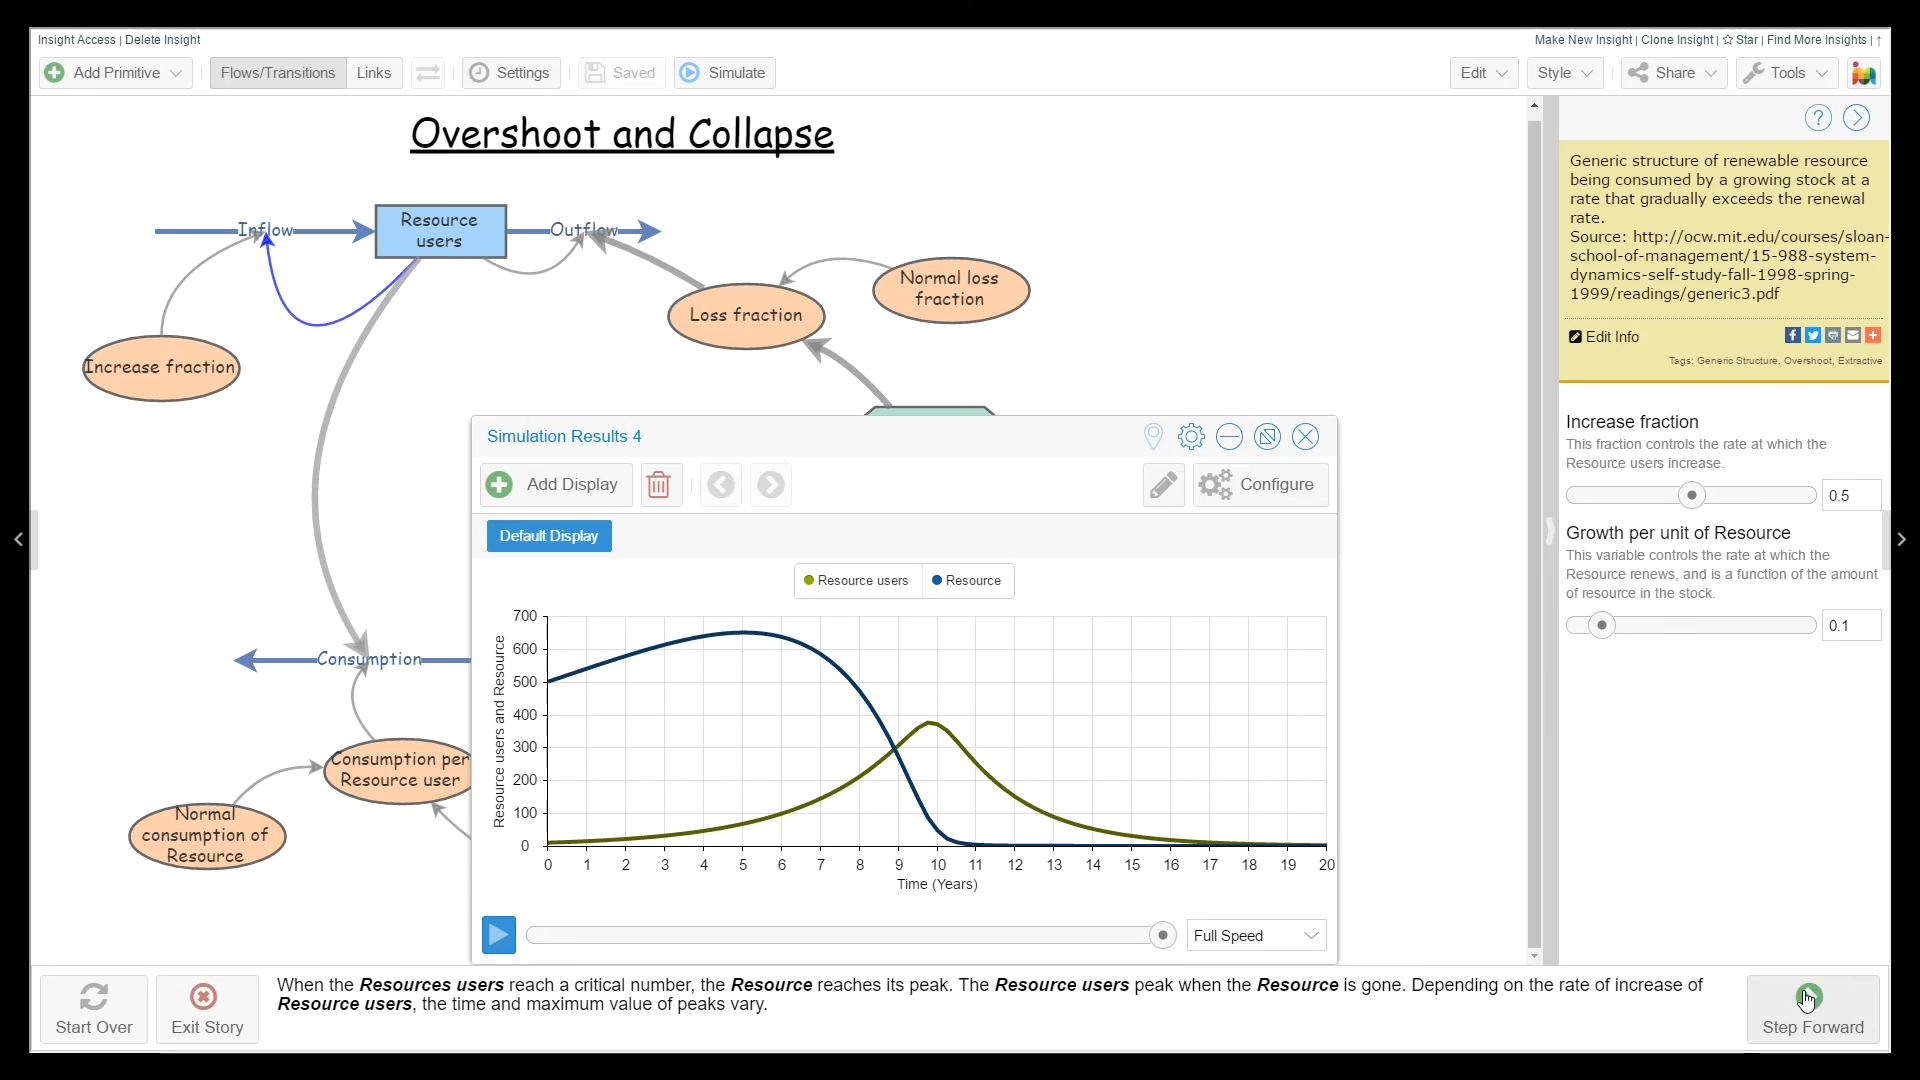 Insight Access | Delete Insight
Make New Insight | Clone Insight | Star | Find More Insights | ↑
Add Primitive
Flows/Transitions
Links
Settings
Saved
Simulate
Edit
Style
Share
Tools
Overshoot and Collapse
Inflow
Resource
users
Outflow
Normal loss
fraction
Loss fraction
Increase fraction
Consumption
Consumption per
Resource user
Normal
consumption of
Resource
Simulation Results 4
Add Display
Configure
Default Display
Resource users
Resource
Resource users and Resource
700
600
500
400
300
200
100
0
0 1 2 3 4 5 6 7 8 9 10 11 12 13 14 15 16 17 18 19 20
Time (Years)
Full Speed
?
Generic structure of renewable resource
being consumed by a growing stock at a
rate that gradually exceeds the renewal
rate.
Source: http://ocw.mit.edu/courses/sloan-
school-of-management/15-988-system-
dynamics-self-study-fall-1998-spring-
1999/readings/generic3.pdf
Edit Info
Tags: Generic Structure, Overshoot, Extractive
Increase fraction
This fraction controls the rate at which the
Resource users increase.
0.5
Growth per unit of Resource
This variable controls the rate at which the
Resource renews, and is a function of the amount
of resource in the stock.
0.1
Start Over
Exit Story
When the Resources users reach a critical number, the Resource reaches its peak. The Resource users peak when the Resource is gone. Depending on the rate of increase of
Resource users, the time and maximum value of peaks vary.
Step Forward